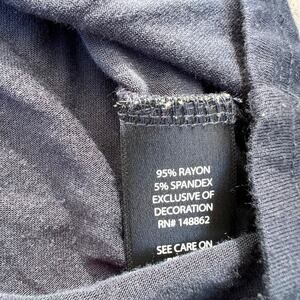 95% RAYON
5% SPANDEX
EXCLUSIVE OF
DECORATION
RN# 148862
SEE CARE ON